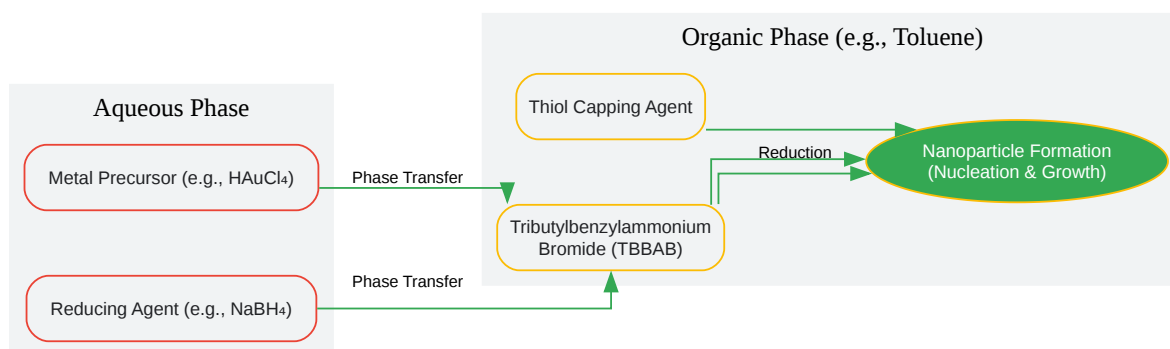 Organic Phase (e.g., Toluene)
Aqueous Phase
Thiol Capping Agent
Metal Precursor (e.g., HAuCl₄)
Phase Transfer
Reduction
Nanoparticle Formation
(Nucleation & Growth)
Tributylbenzylammonium
Bromide (TBBAB)
Phase Transfer
Reducing Agent (e.g., NaBH₄)